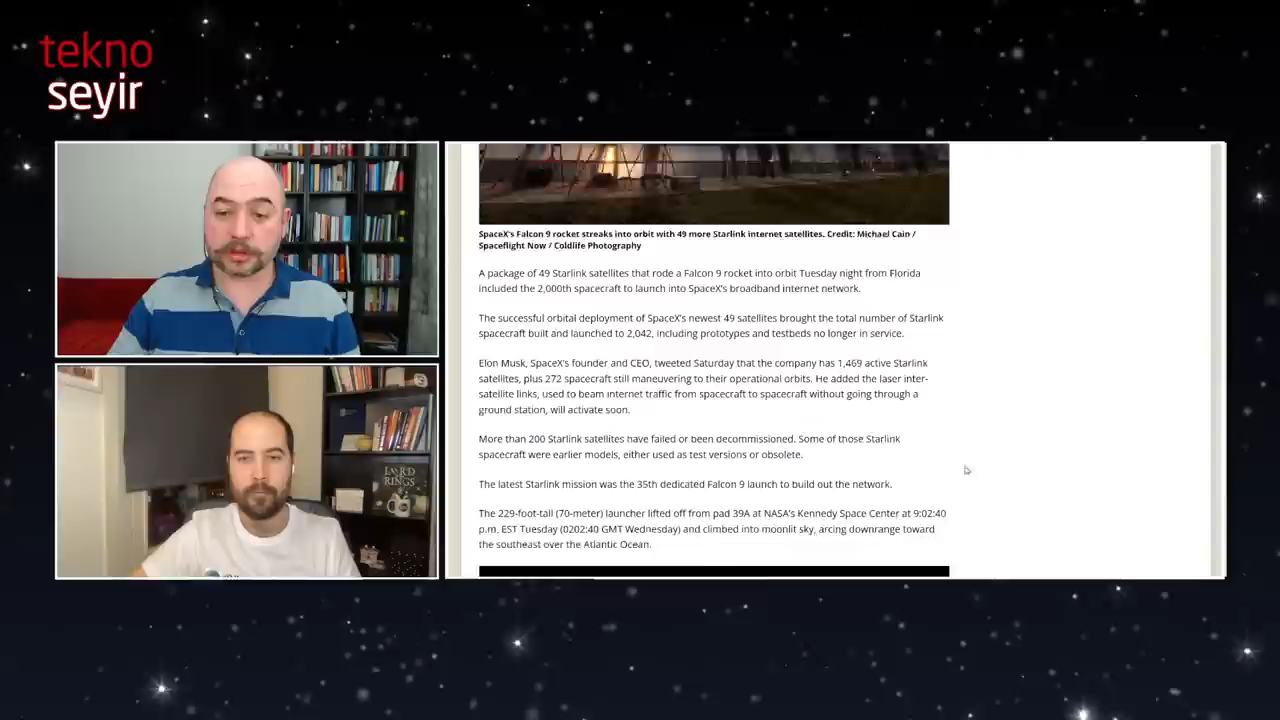 tekno
seyir
SpaceX's Falcon 9 rocket streaks into orbit with 49 more Starlink internet satellites. Credit: Michael Cain /
Spaceflight Now / Coldlife Photography
A package of 49 Starlink satellites that rode a Falcon 9 rocket into orbit Tuesday night from Florida
included the 2,000th spacecraft to launch into SpaceX's broadband internet network.
The successful orbital deployment of SpaceX's newest 49 satellites brought the total number of Starlink
spacecraft built and launched to 2,042, including prototypes and testbeds no longer in service.
Elon Musk, SpaceX's founder and CEO, tweeted Saturday that the company has 1,469 active Starlink
satellites, plus 272 spacecraft still maneuvering to their operational orbits. He added the laser inter-
satellite links, used to beam internet traffic from spacecraft to spacecraft without going through a
ground station, will activate soon.
More than 200 Starlink satellites have failed or been decommissioned. Some of those Starlink
spacecraft were earlier models, either used as test versions or obsolete.
The latest Starlink mission was the 35th dedicated Falcon 9 launch to build out the network.
The 229-foot-tall (70-meter) launcher lifted off from pad 39A at NASA's Kennedy Space Center at 9:02:40
p.m. EST Tuesday (0202:40 GMT Wednesday) and climbed into moonlit sky, arcing downrange toward
the southeast over the Atlantic Ocean.
RINGS